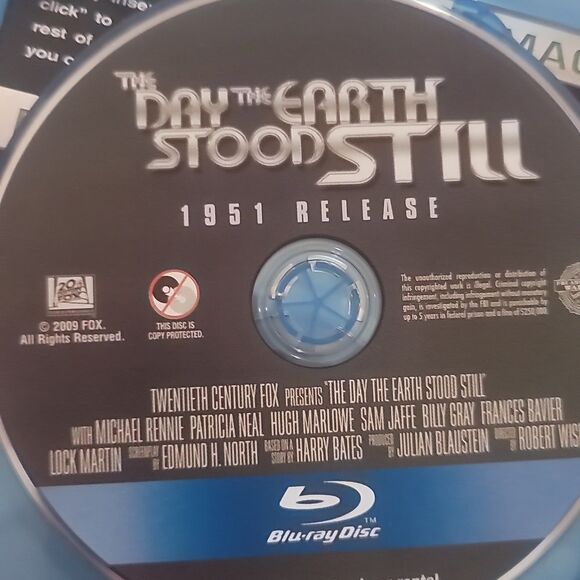 click" to
rest of
you c
MAC
THE DAY THE EARTH
STOOD STILL
1951 RELEASE
20th CENTURY FOX
© 2009 FOX.
All Rights Reserved.
THIS DISC IS
COPY PROTECTED.
The unauthorized reproduction or distribution of
this copyrighted work is illegal. Criminal copyright
infringement, including infringement without monetary
gain, is investigated by the FBI and is punishable by
up to 5 years in federal prison and a fine of $250,000.
TWENTIETH CENTURY FOX PRESENTS "THE DAY THE EARTH STOOD STILL"
WITH MICHAEL RENNIE PATRICIA NEAL HUGH MARLOWE SAM JAFFE BILLY GRAY FRANCES BAVIER
LOCK MARTIN SCREENPLAY BY EDMUND H. NORTH BASED ON A STORY BY HARRY BATES PRODUCED BY JULIAN BLAUSTEIN DIRECTED BY ROBERT WIS
Blu-ray Disc TM
rental